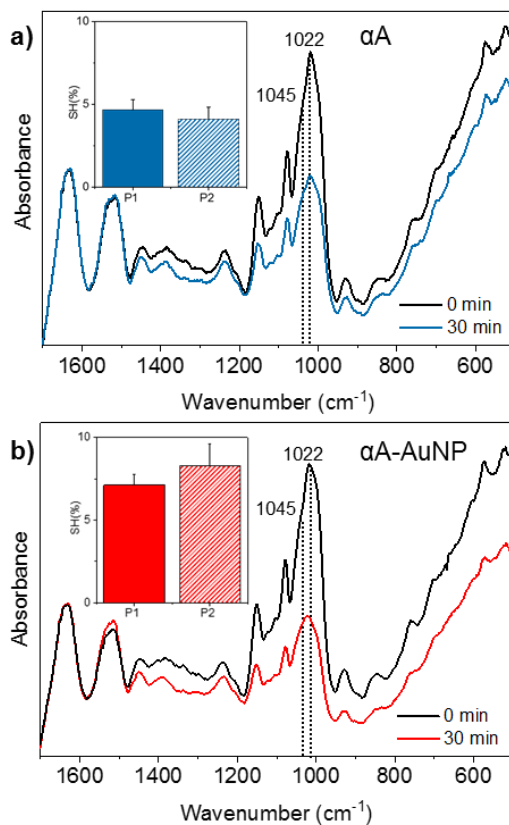 a)
αA
1022
1045
10
5
0
SH(%)
P1
P2
Absorbance
0 min
30 min
1600
1400
1200
1000
800
600
Wavenumber (cm⁻¹)
b)
αA-AuNP
1022
1045
10
5
0
SH(%)
P1
P2
Absorbance
0 min
30 min
1600
1400
1200
1000
800
600
Wavenumber (cm⁻¹)